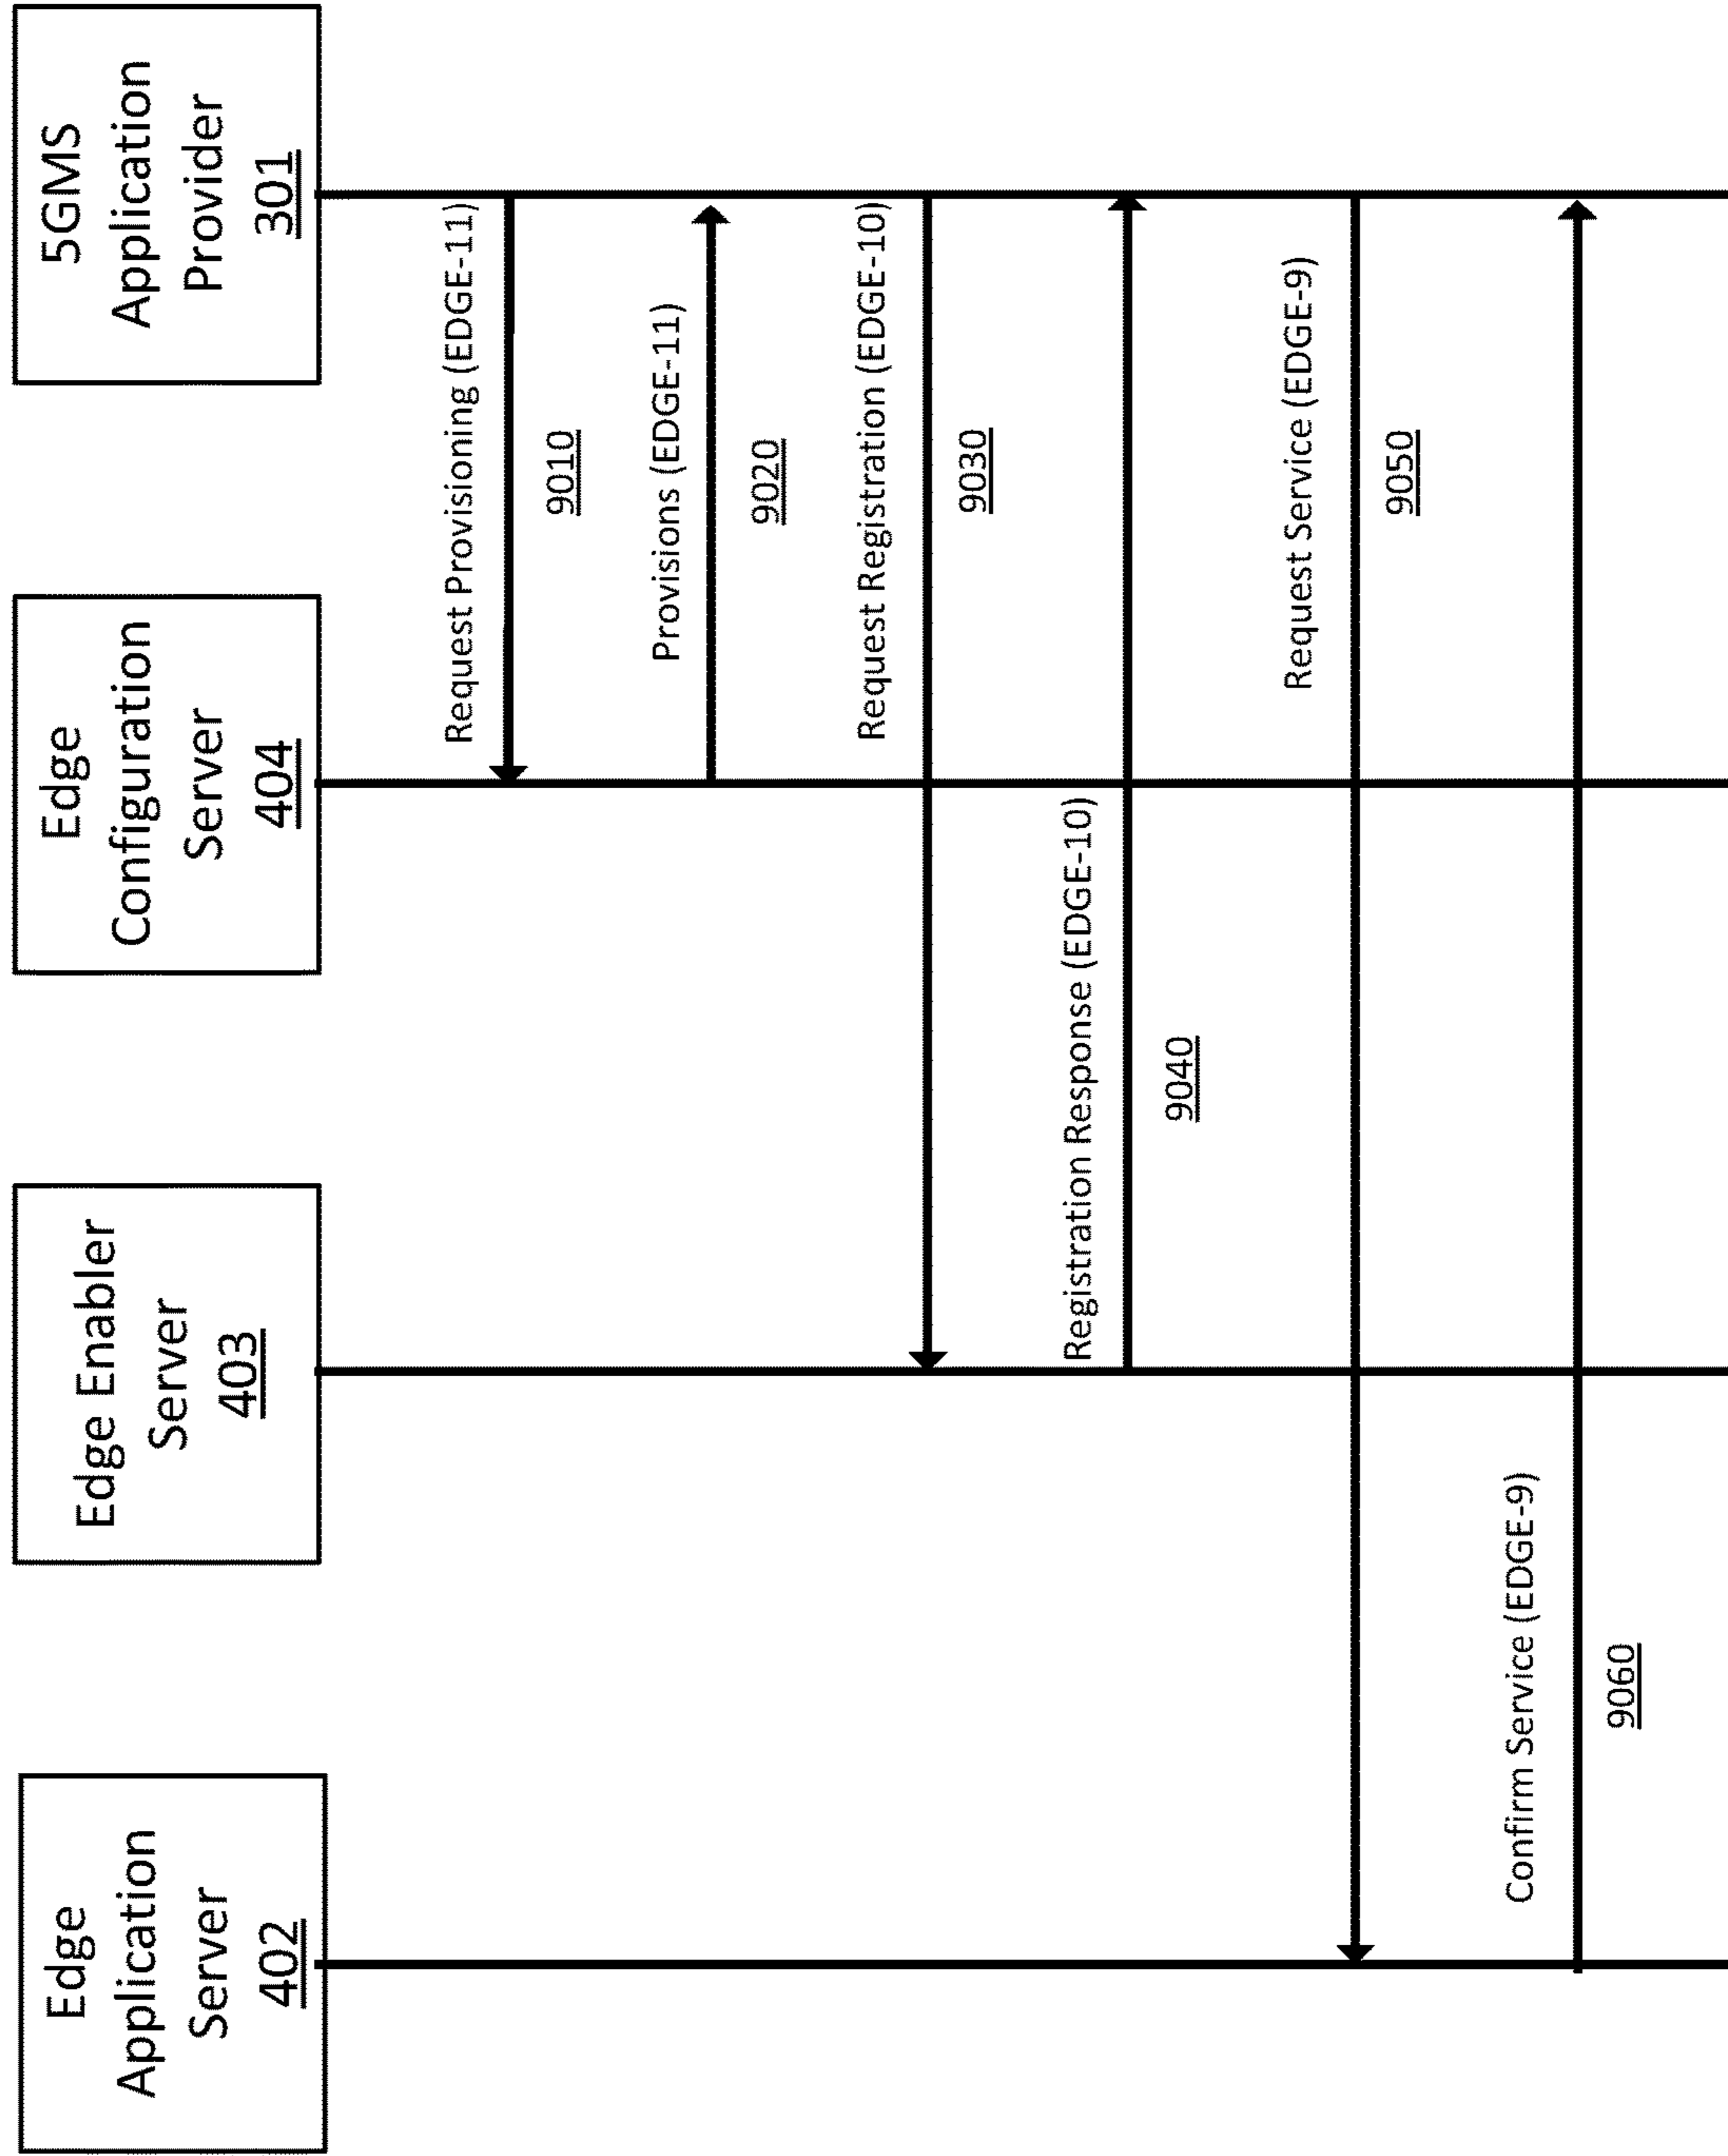 Edge
Application
Server
402
Edge Enabler
Server
403
Edge
Configuration
Server
404
5GMS
Application
Provider
301
Request Provisioning (EDGE-11)
9010
Provisions (EDGE-11)
9020
Request Registration (EDGE-10)
9030
Registration Response (EDGE-10)
9040
Request Service (EDGE-9)
9050
Confirm Service (EDGE-9)
9060